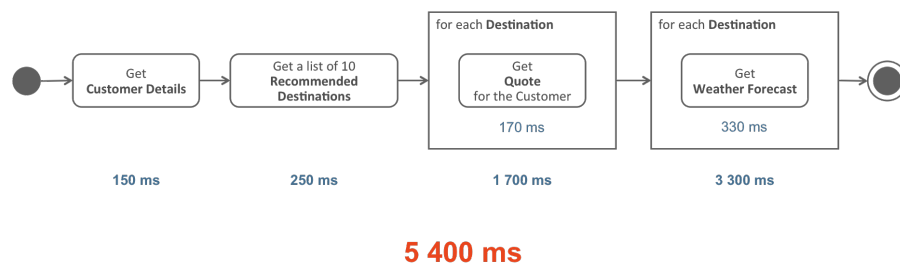 for each Destination
for each Destination
Get
Customer Details
Get a list of 10
Recommended
Destinations
Get
Quote
for the Customer
Get
Weather Forecast
170 ms
330 ms
150 ms
250 ms
1 700 ms
3 300 ms
5 400 ms